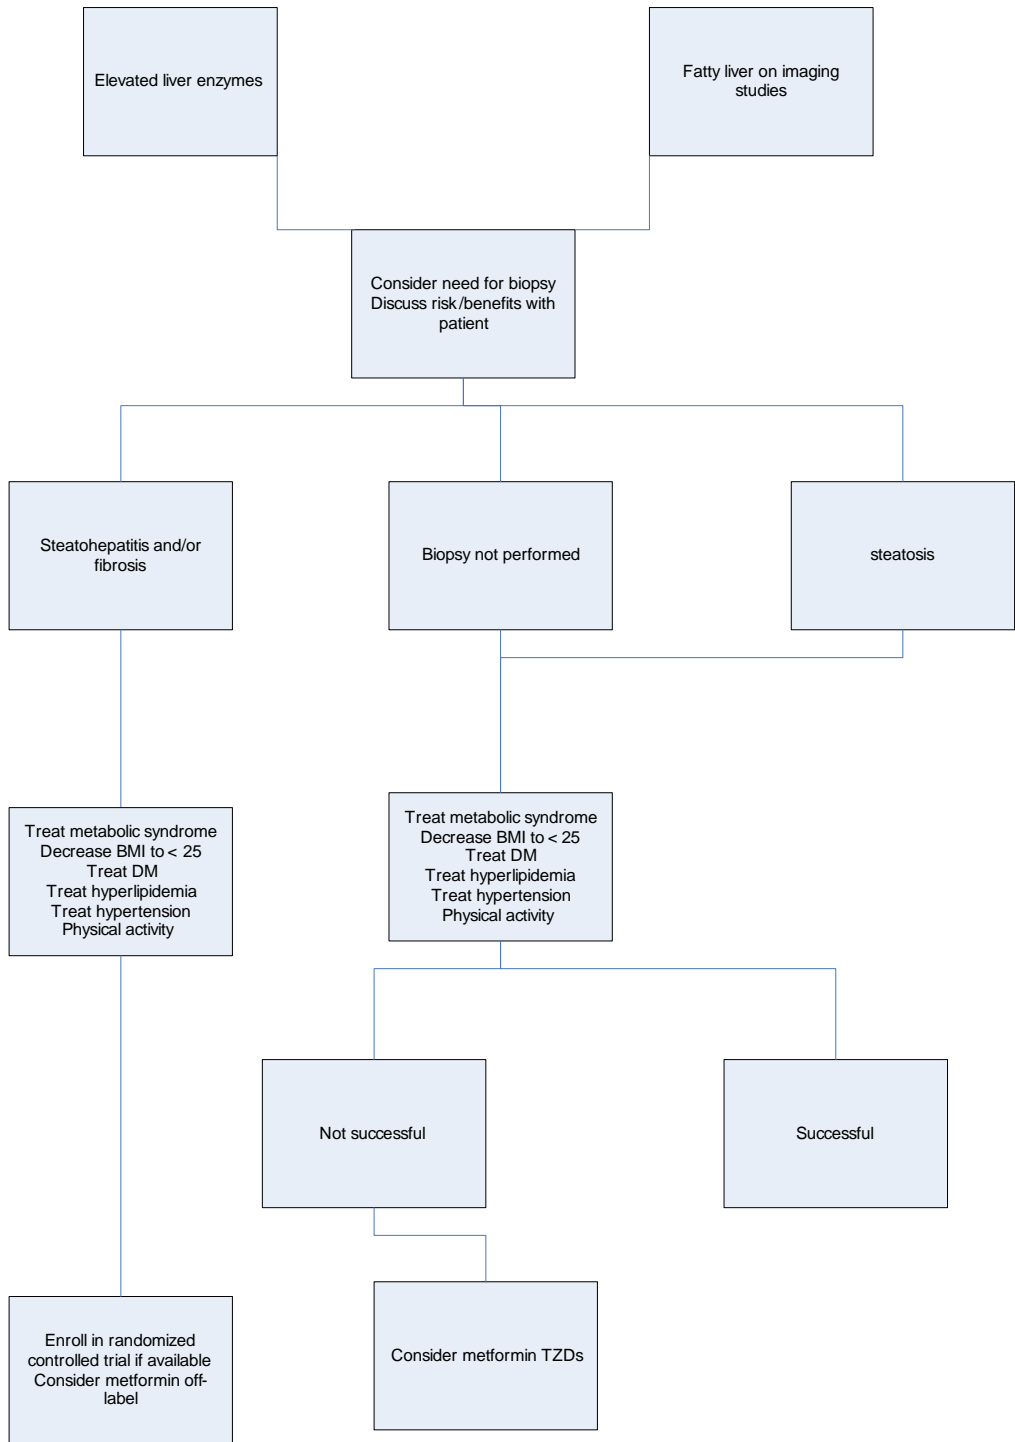 Elevated liver enzymes
Fatty liver on imaging
studies
Consider need for biopsy
Discuss risk/benefits with
patient
Steatohepatitis and/or
fibrosis
Biopsy not performed
steatosis
Treat metabolic syndrome
Decrease BMI to < 25
Treat DM
Treat hyperlipidemia
Treat hypertension
Physical activity
Treat metabolic syndrome
Decrease BMI to < 25
Treat DM
Treat hyperlipidemia
Treat hypertension
Physical activity
Not successful
Successful
Enroll in randomized
controlled trial if available
Consider metformin off-
label
Consider metformin TZDs